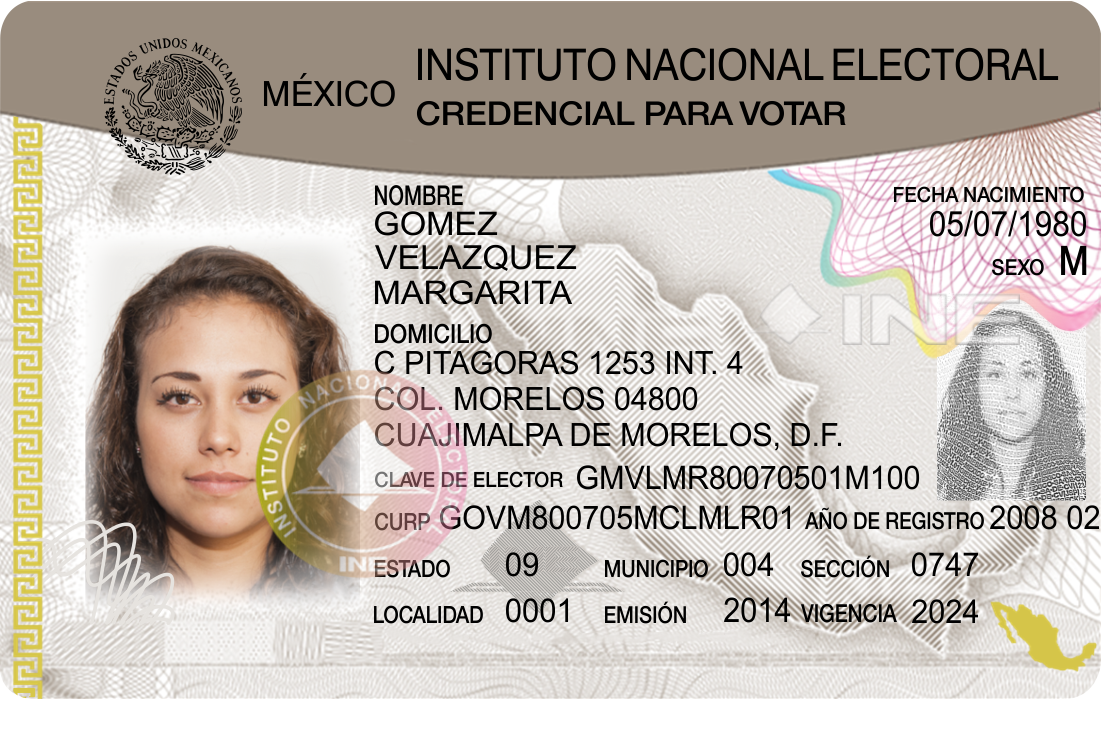 ESTADOS UNIDOS MEXICANOS
MÉXICO
INSTITUTO NACIONAL ELECTORAL
CREDENCIAL PARA VOTAR
NOMBRE
GOMEZ
VELAZQUEZ
MARGARITA
FECHA NACIMIENTO
05/07/1980
SEXO M
INE
DOMICILIO
C PITAGORAS 1253 INT. 4
COL. MORELOS 04800
CUAJIMALPA DE MORELOS, D.F.
CLAVE DE ELECTOR GMVLMR80070501M100
CURP GOVM800705MCLMLR01 AÑO DE REGISTRO 2008 02
ESTADO 09 MUNICIPIO 004 SECCIÓN 0747
LOCALIDAD 0001 EMISIÓN 2014 VIGENCIA 2024
INSTITUTO NACIONAL ELECTORAL
INE